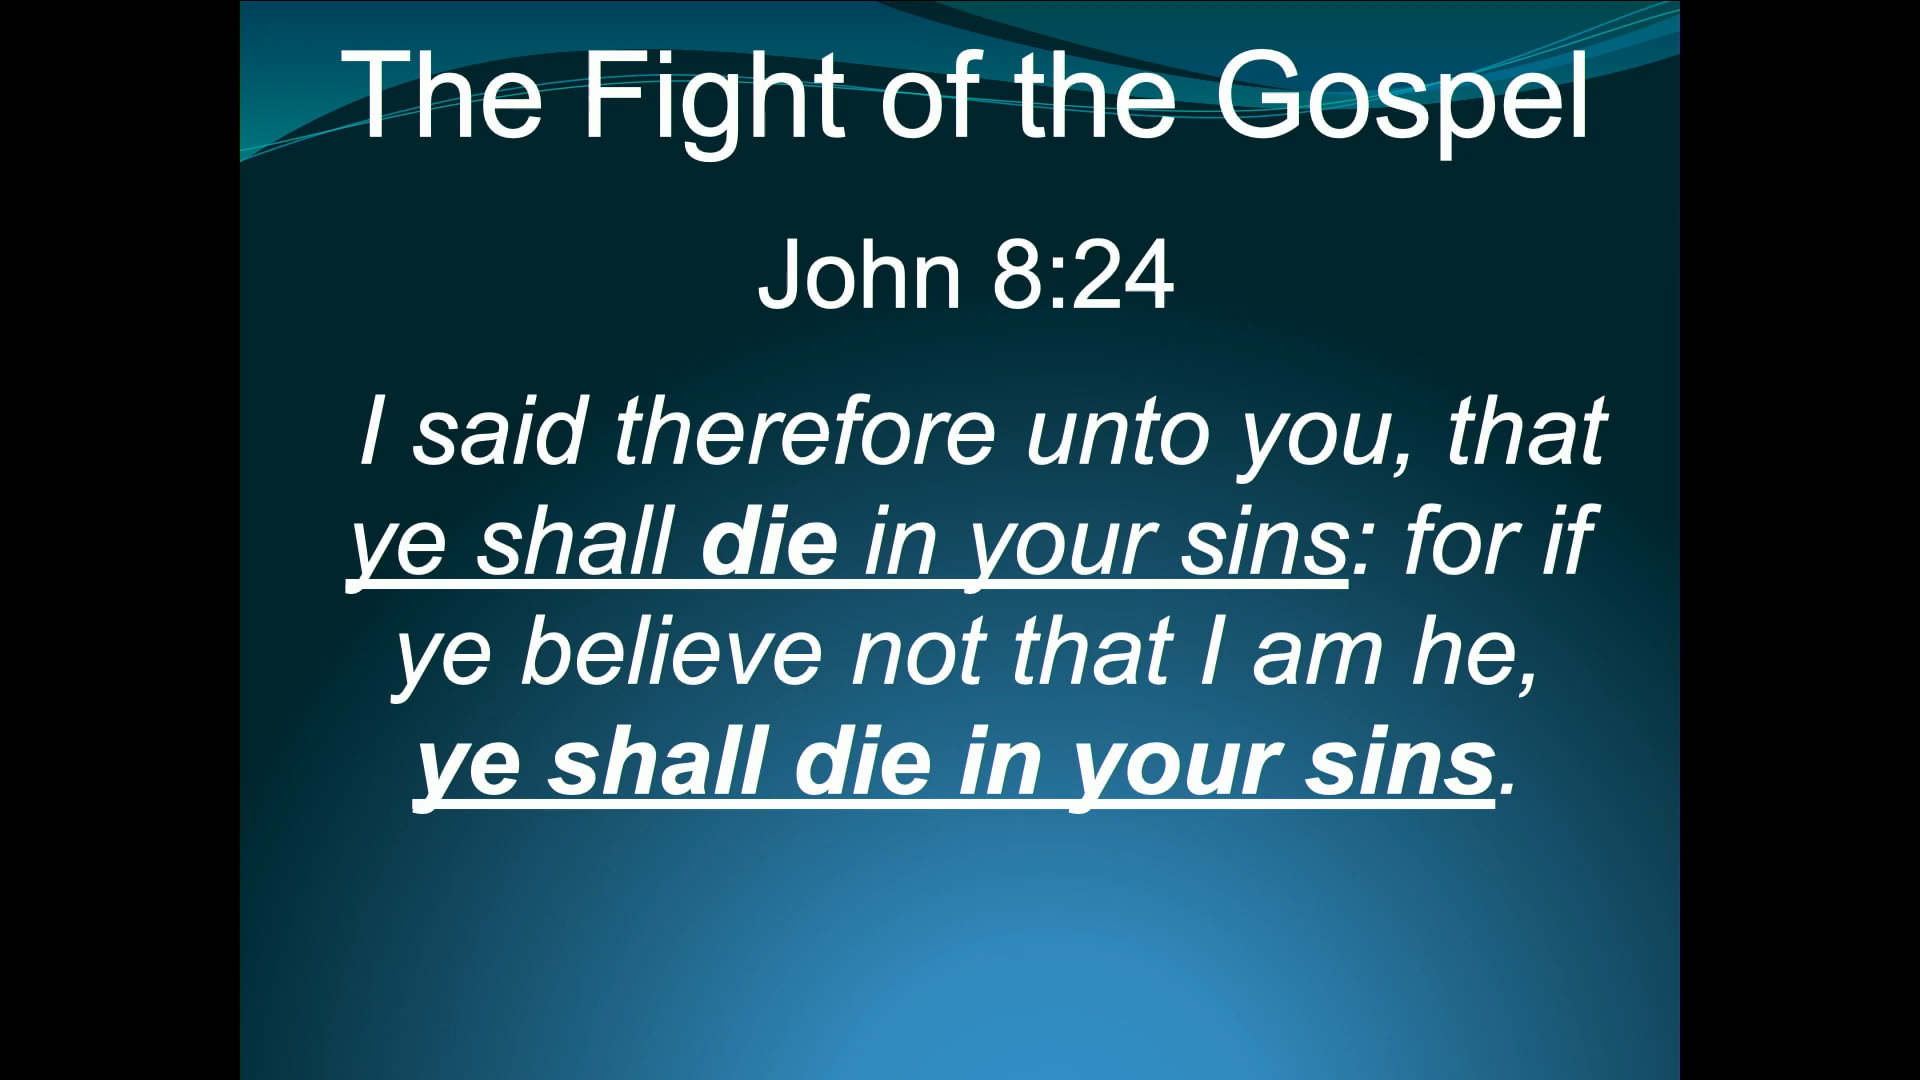 The Fight of the Gospel
John 8:24
I said therefore unto you, that
ye shall die in your sins: for if
ye believe not that I am he,
ye shall die in your sins.